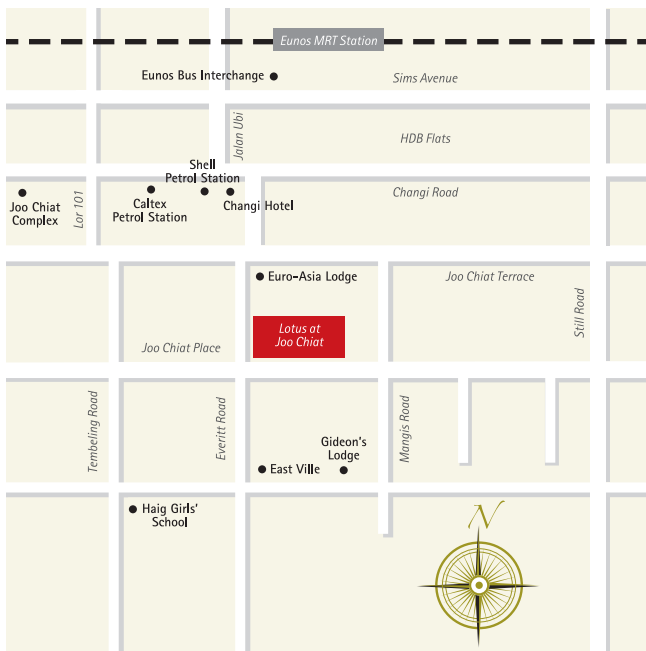 Eunos MRT Station
Eunos Bus Interchange
Sims Avenue
Jalan Ubi
HDB Flats
Shell
Petrol Station
Joo Chiat
Complex
Lor 101
Caltex
Petrol Station
Changi Hotel
Changi Road
Euro-Asia Lodge
Joo Chiat Terrace
Still Road
Lotus at
Joo Chiat
Joo Chiat Place
Tembeling Road
Everitt Road
Mangis Road
Gideon's
Lodge
East Ville
Haig Girls'
School
N